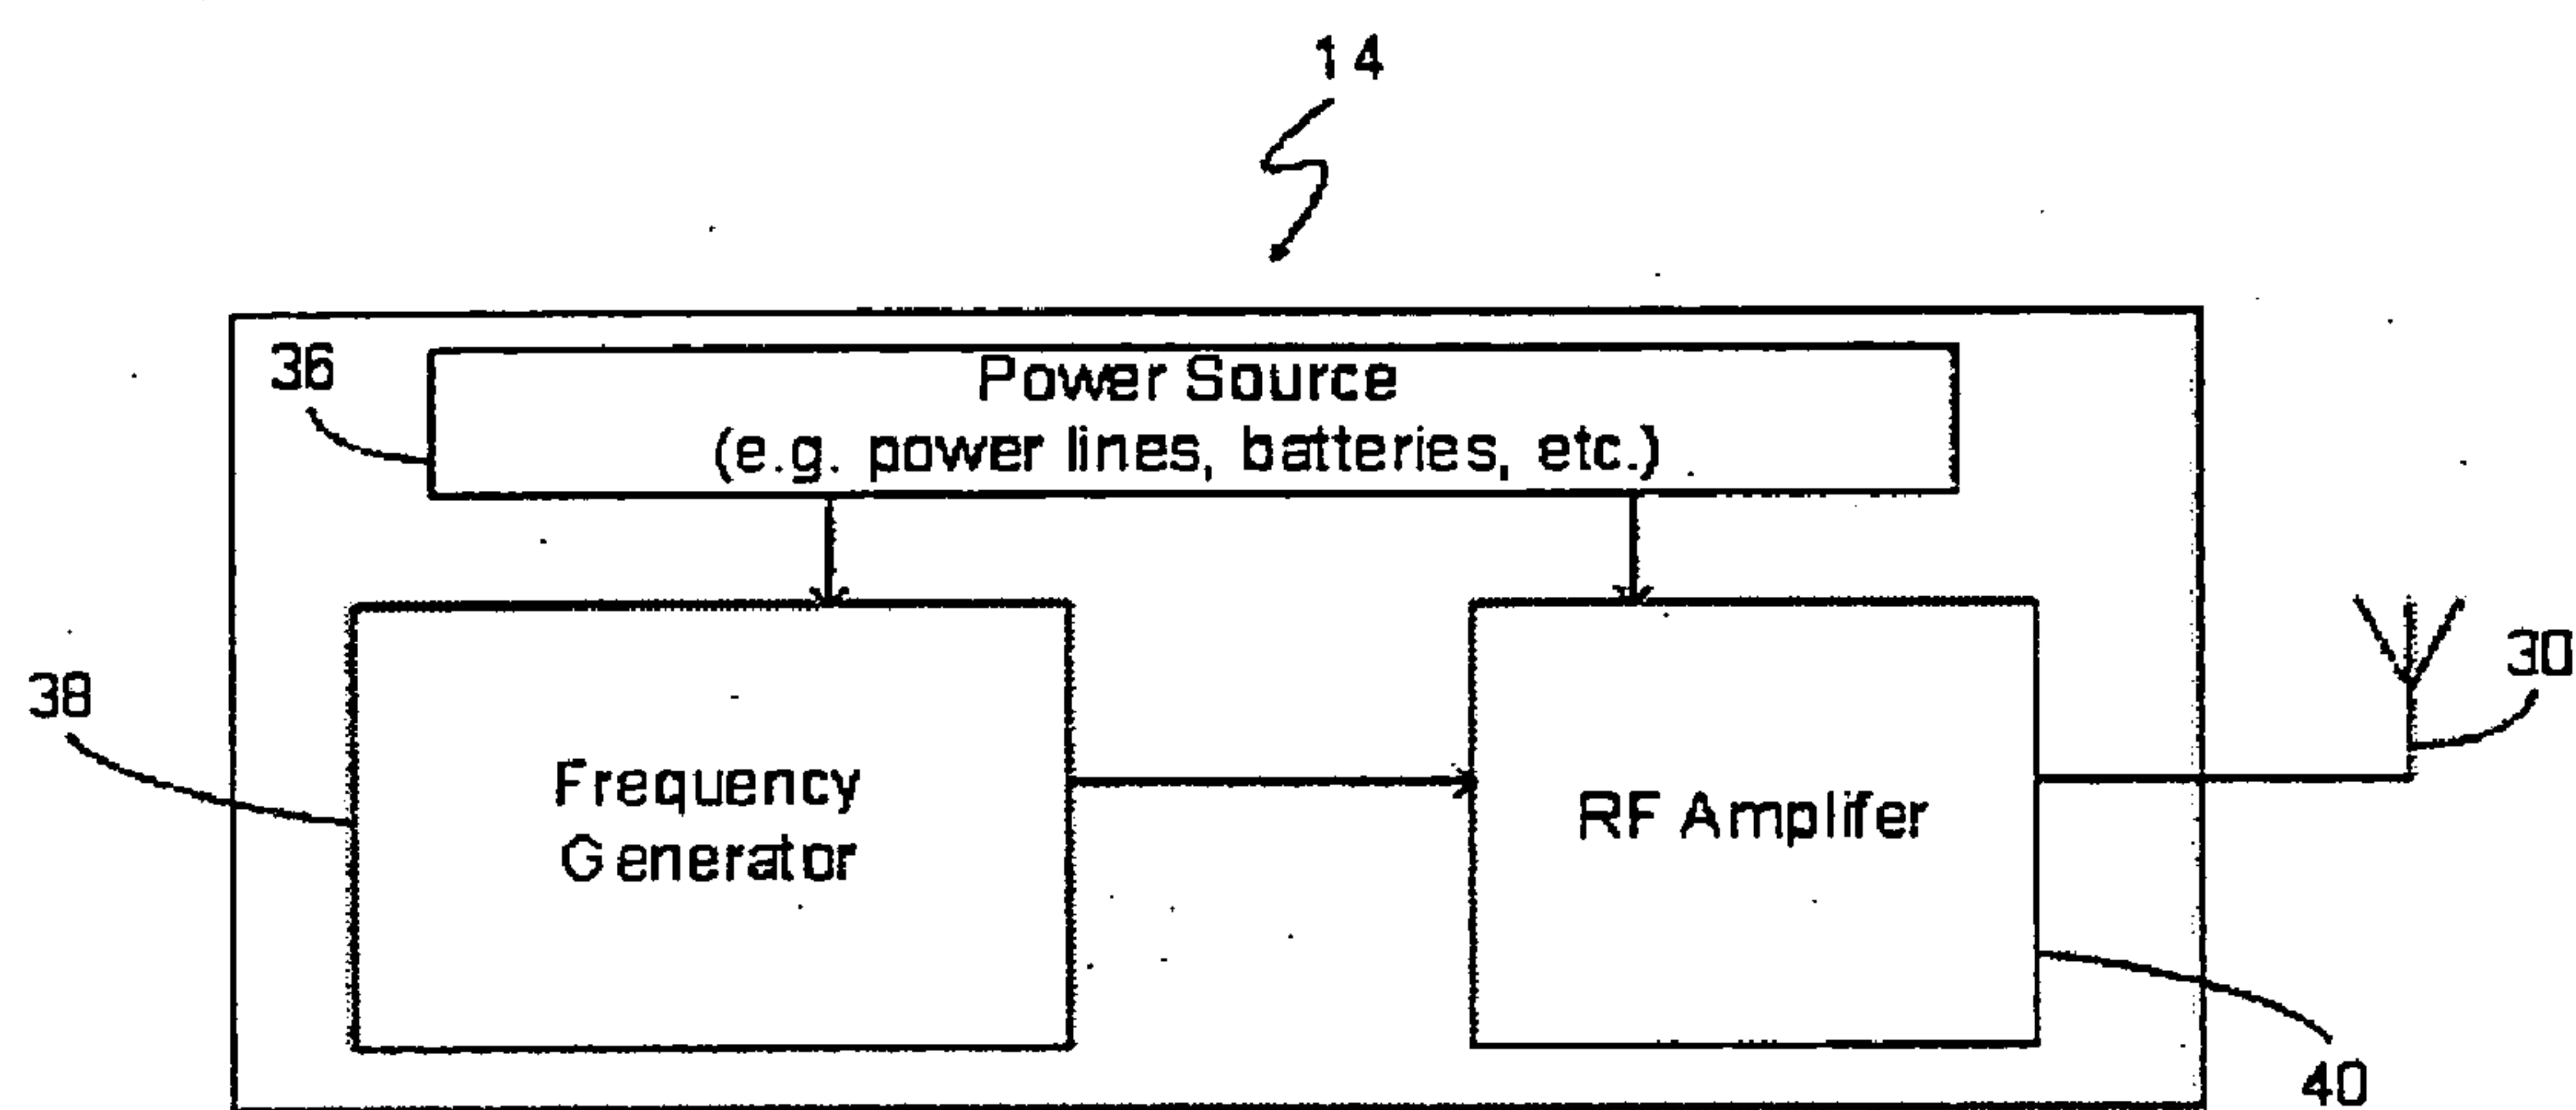 14
36
Power Source
(e.g. power lines, batteries, etc.)
38
Frequency
Generator
RF Amplifer
30
40